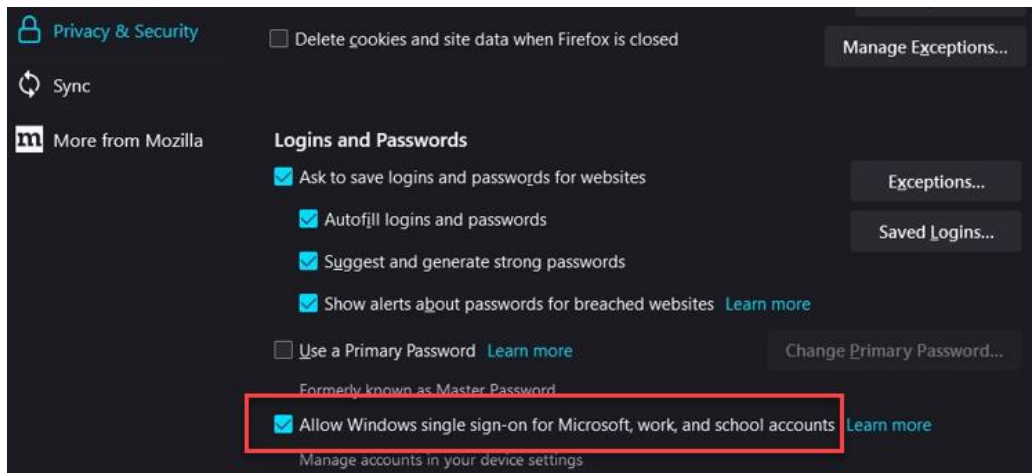 Privacy & Security
Delete cookies and site data when Firefox is closed
Manage Exceptions...
Sync
m More from Mozilla
Logins and Passwords
Ask to save logins and passwords for websites
Exceptions...
Autofill logins and passwords
Saved Logins...
Suggest and generate strong passwords
Show alerts about passwords for breached websites Learn more
Use a Primary Password Learn more
Change Primary Password...
Formerly known as Master Password
Allow Windows single sign-on for Microsoft, work, and school accounts Learn more
Manage accounts in your device settings